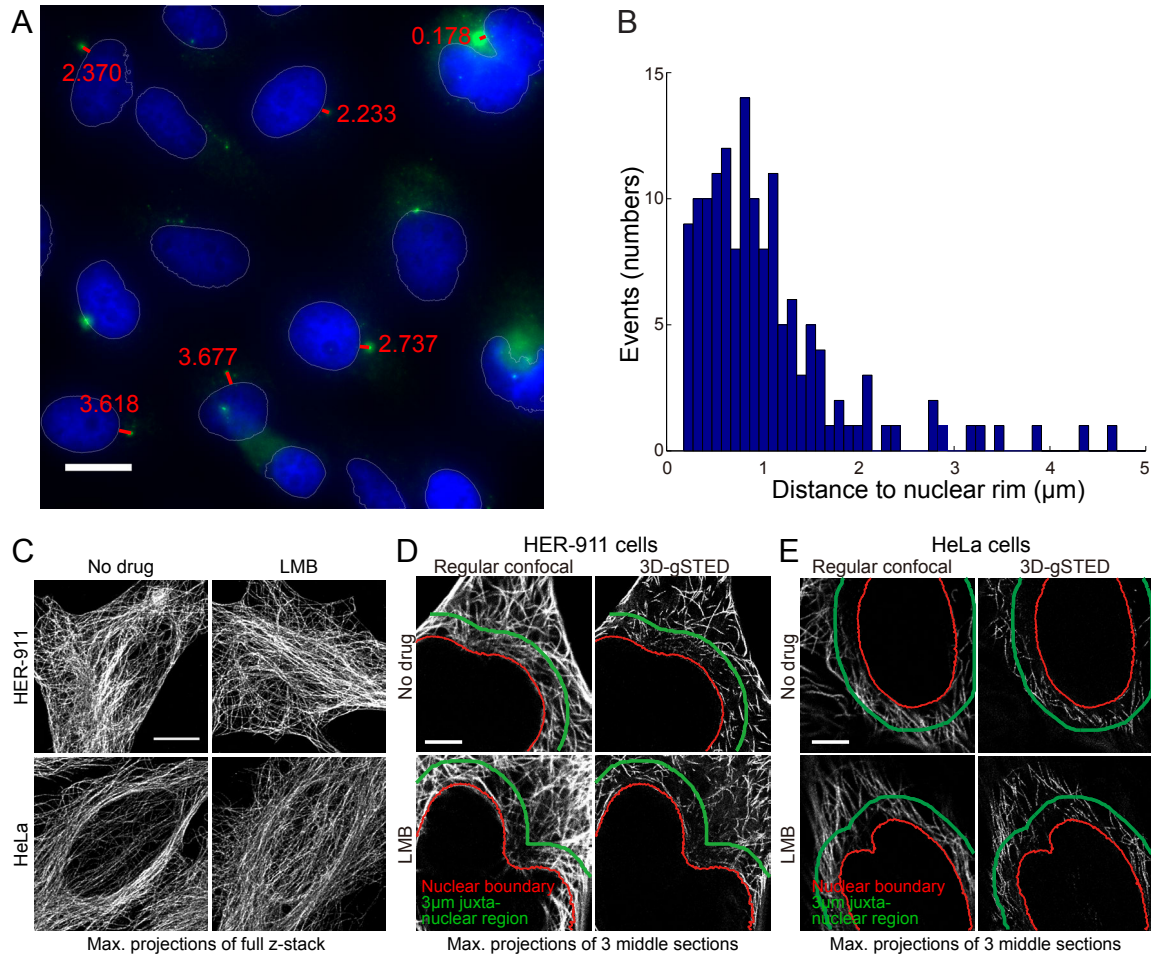 A
2.370
0.178
2.233
2.737
3.677
3.618
B
Events (numbers)
15
10
5
0
0 1 2 3 4 5
Distance to nuclear rim (µm)
C
No drug LMB
HER-911
HeLa
Max. projections of full z-stack
D
HER-911 cells
Regular confocal 3D-gSTED
No drug
LMB
Nuclear boundary
3µm juxta-
nuclear region
Max. projections of 3 middle sections
E
HeLa cells
Regular confocal 3D-gSTED
No drug
LMB
Nuclear boundary
3µm juxta-
nuclear region
Max. projections of 3 middle sections